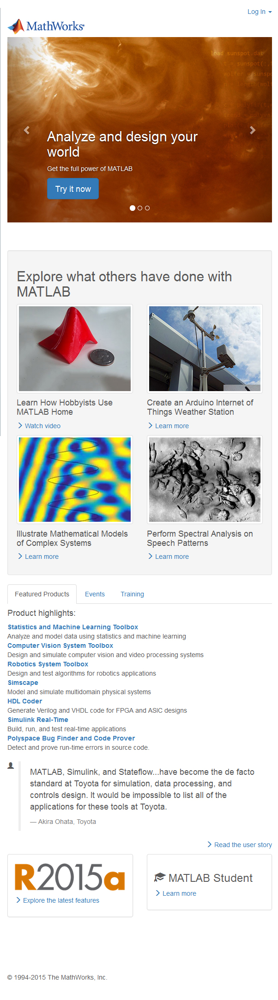 Log In
MathWorks®
load sunspot.dat
Analyze and design your
world
Get the full power of MATLAB
Try it now
Explore what others have done with
MATLAB
Learn How Hobbyists Use
MATLAB Home
Watch video
Create an Arduino Internet of
Things Weather Station
Learn more
Illustrate Mathematical Models
of Complex Systems
Learn more
Perform Spectral Analysis on
Speech Patterns
Learn more
Featured Products
Events
Training
Product highlights:
Statistics and Machine Learning Toolbox
Analyze and model data using statistics and machine learning
Computer Vision System Toolbox
Design and simulate computer vision and video processing systems
Robotics System Toolbox
Design and test algorithms for robotics applications
Simscape
Model and simulate multidomain physical systems
HDL Coder
Generate Verilog and VHDL code for FPGA and ASIC designs
Simulink Real-Time
Build, run, and test real-time applications
Polyspace Bug Finder and Code Prover
Detect and prove run-time errors in source code.
MATLAB, Simulink, and Stateflow...have become the de facto
standard at Toyota for simulation, data processing, and
controls design. It would be impossible to list all of the
applications for these tools at Toyota.
— Akira Ohata, Toyota
Read the user story
R2015a
Explore the latest features
MATLAB Student
Learn more
© 1994-2015 The MathWorks, Inc.